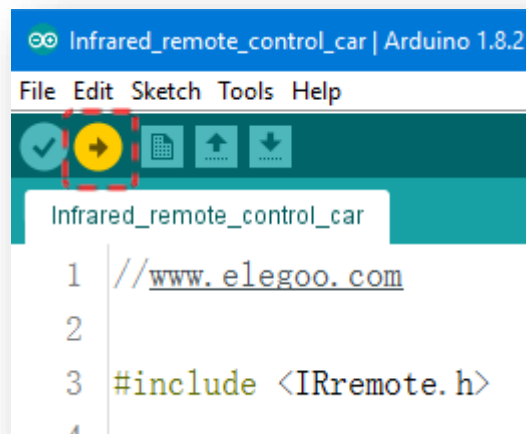 Infrared_remote_control_car | Arduino 1.8.2
File Edit Sketch Tools Help
Infrared_remote_control_car
1 //www.elegoo.com
2
3 #include <IRremote.h>